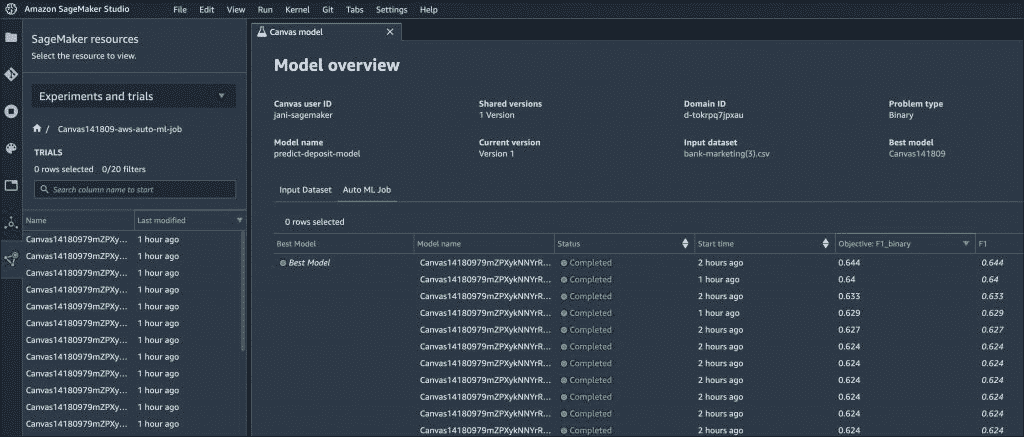 Amazon SageMaker Studio File Edit View Run Kernel Git Tabs Settings Help
SageMaker resources
Select the resource to view.
Experiments and trials
/ Canvas141809-aws-auto-ml-job
TRIALS
0 rows selected 0/20 filters
Search column name to start
Name Last modified
Canvas14180979mZPXy... 1 hour ago
Canvas14180979mZPXy... 1 hour ago
Canvas14180979mZPXy... 1 hour ago
Canvas14180979mZPXy... 1 hour ago
Canvas14180979mZPXy... 1 hour ago
Canvas14180979mZPXy... 1 hour ago
Canvas14180979mZPXy... 1 hour ago
Canvas14180979mZPXy... 1 hour ago
Canvas14180979mZPXy... 1 hour ago
Canvas14180979mZPXy... 1 hour ago
Canvas14180979mZPXy... 1 hour ago
Canvas14180979mZPXy... 1 hour ago
Canvas model
Model overview
Canvas user ID Shared versions Domain ID Problem type
jani-sagemaker 1 Version d-tokrpq7jpxau Binary
Model name Current version Input dataset Best model
predict-deposit-model Version 1 bank-marketing(3).csv Canvas141809
Input Dataset Auto ML Job
0 rows selected
Best Model Model name Status Start time Objective: F1_binary F1
Best Model Canvas14180979mZPXykNNYrR... Completed 2 hours ago 0.644 0.644
Canvas14180979mZPXykNNYrR... Completed 1 hour ago 0.64 0.64
Canvas14180979mZPXykNNYrR... Completed 2 hours ago 0.633 0.633
Canvas14180979mZPXykNNYrR... Completed 1 hour ago 0.629 0.629
Canvas14180979mZPXykNNYrR... Completed 2 hours ago 0.627 0.627
Canvas14180979mZPXykNNYrR... Completed 2 hours ago 0.624 0.624
Canvas14180979mZPXykNNYrR... Completed 2 hours ago 0.624 0.624
Canvas14180979mZPXykNNYrR... Completed 2 hours ago 0.624 0.624
Canvas14180979mZPXykNNYrR... Completed 2 hours ago 0.624 0.624
Canvas14180979mZPXykNNYrR... Completed 2 hours ago 0.624 0.624